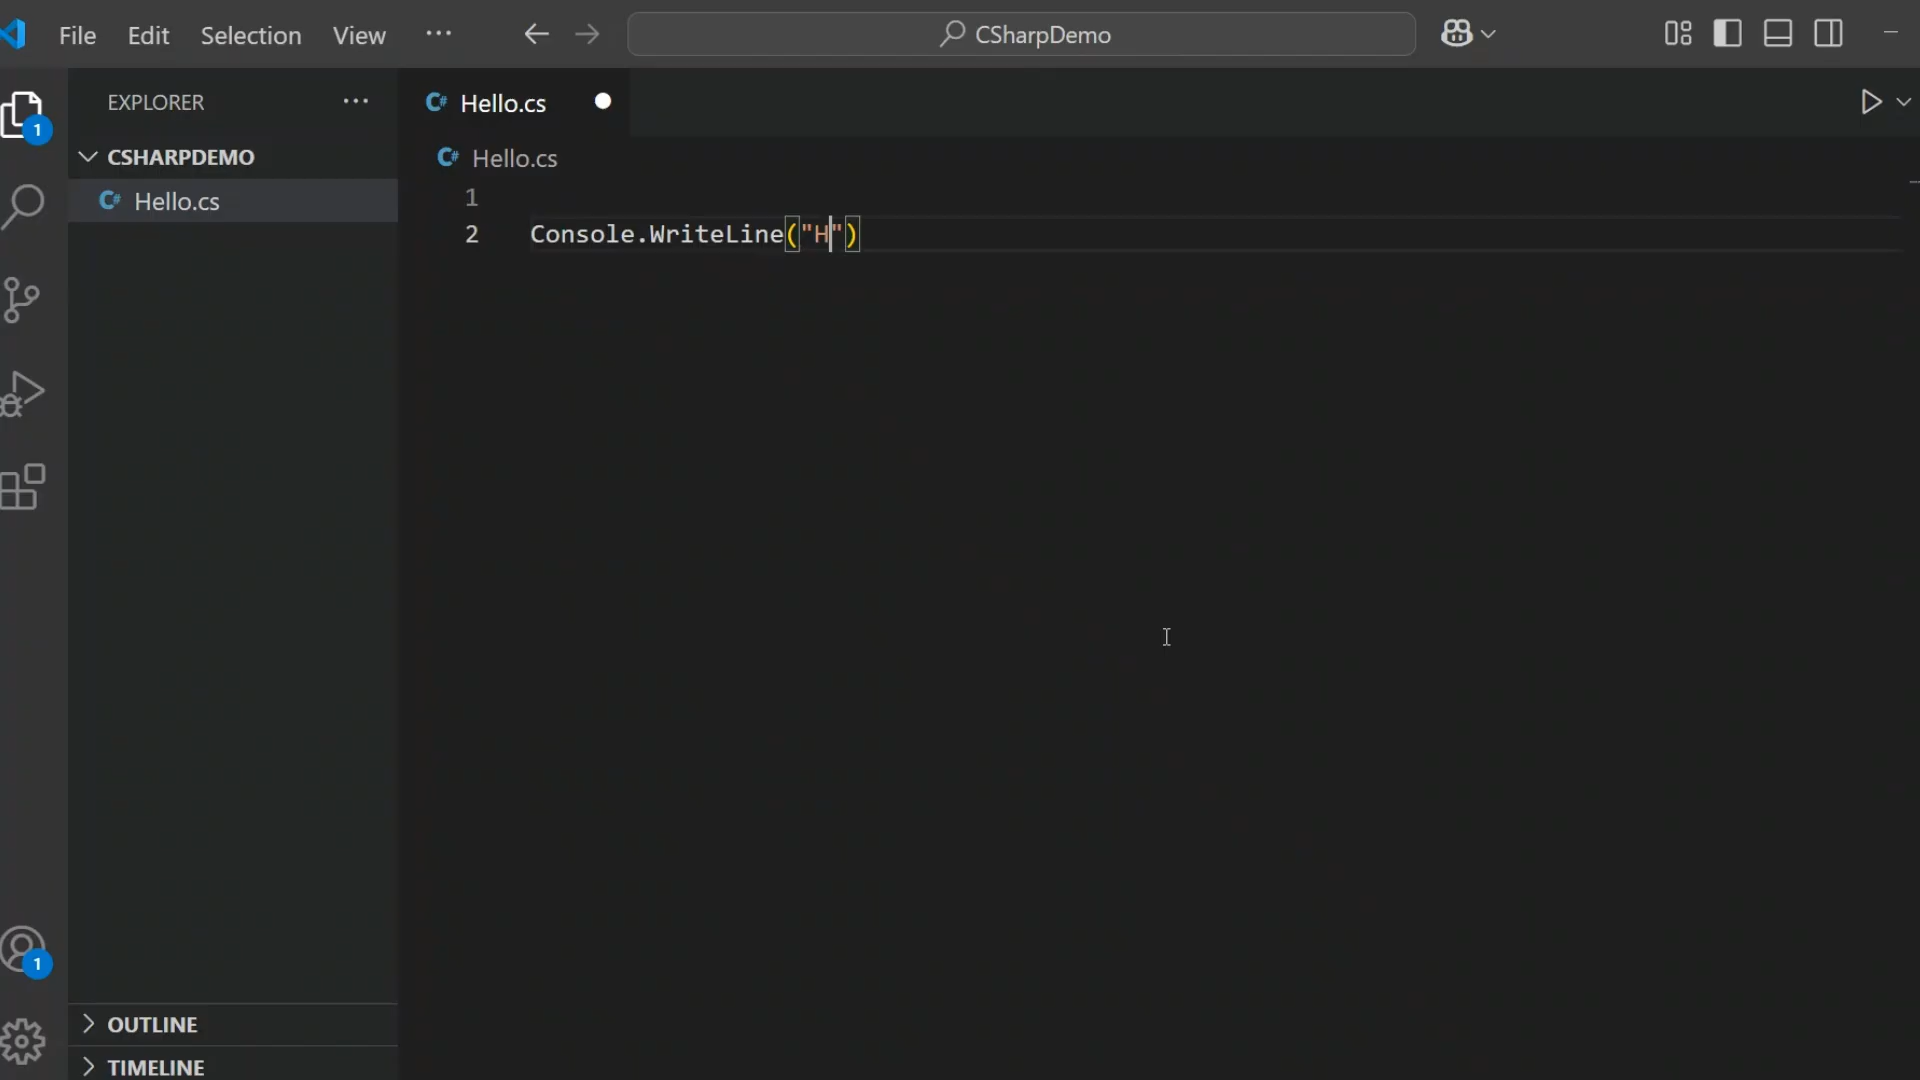 File Edit Selection View ··· CSharpDemo
EXPLORER ···
CSHARPDEMO
C# Hello.cs
C# Hello.cs
C# Hello.cs
1
2 Console.WriteLine("H")
1
1
OUTLINE
TIMELINE